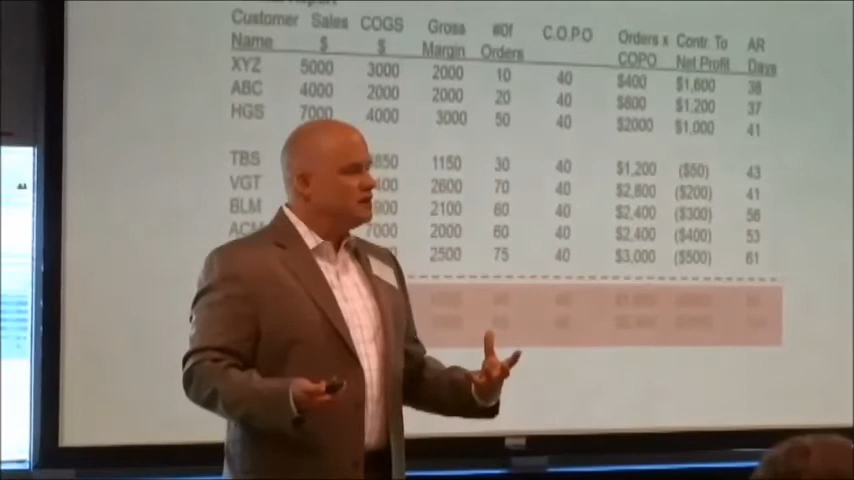 Customer Sales COGS Gross #Of C.O.P.O Orders x Contr. To AR
Name $ $ Margin Orders COPO Net Profit Days
XYZ 5000 3000 2000 10 40 $400 $1,600 38
ABC 4000 2000 2000 20 40 $800 $1,200 37
HGS 7000 4000 3000 50 40 $2000 $1,000 41
TBS 1150 30 40 $1,200 ($50) 43
VGT 2600 70 40 $2,800 ($200) 41
BLM 2100 60 40 $2,400 ($300) 56
ACM 7000 2000 60 40 $2,400 ($400) 53
2500 75 40 $3,000 ($500) 61